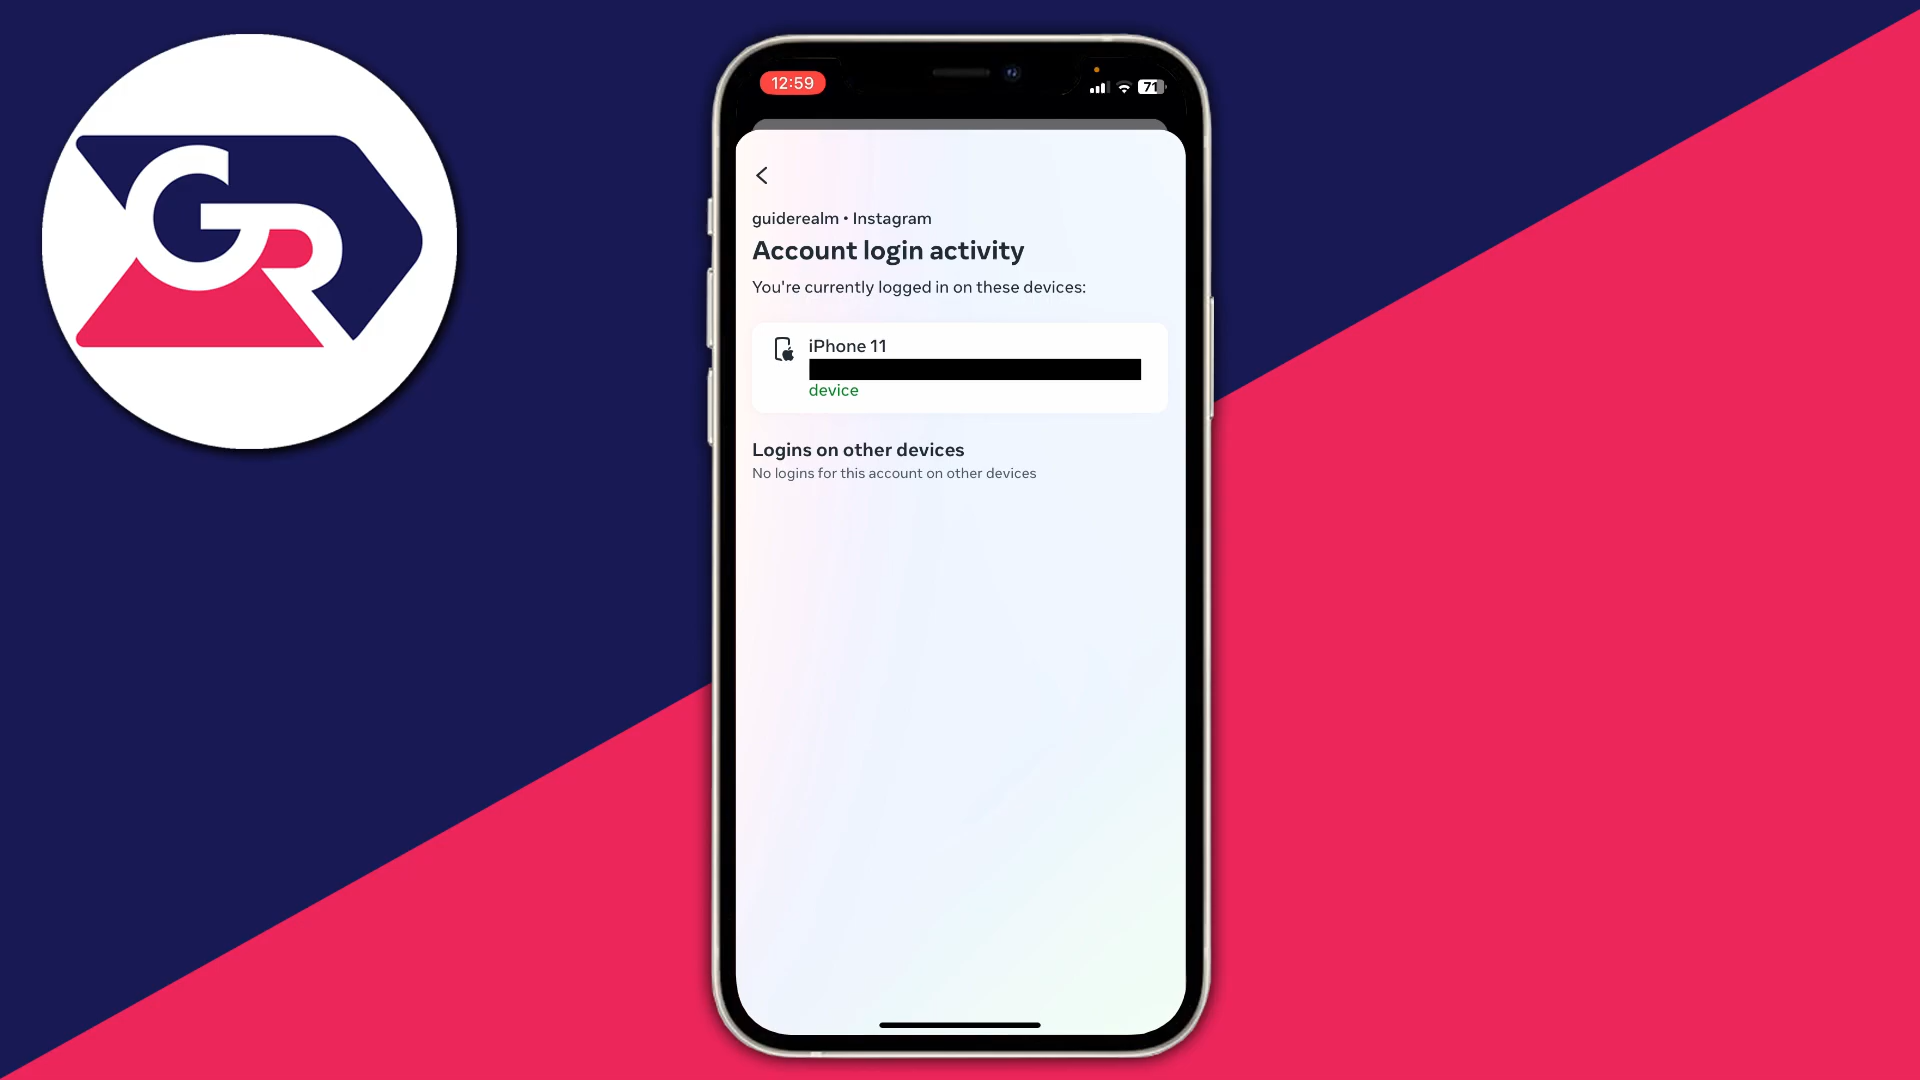 GR
12:59
71
guiderealm • Instagram
Account login activity
You're currently logged in on these devices:
iPhone 11
device
Logins on other devices
No logins for this account on other devices